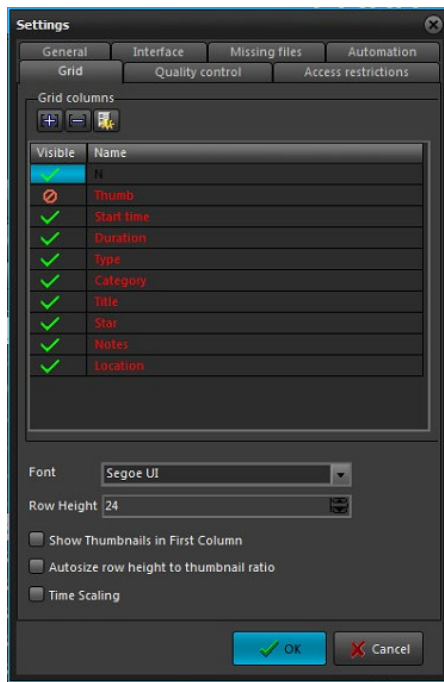 Settings
General Interface Missing files Automation
Grid Quality control Access restrictions
Grid columns
Visible Name
N
Thumb
Start time
Duration
Type
Category
Title
Star
Notes
Location
Font Segoe UI
Row Height 24
Show Thumbnails in First Column
Autosize row height to thumbnail ratio
Time Scaling
OK Cancel